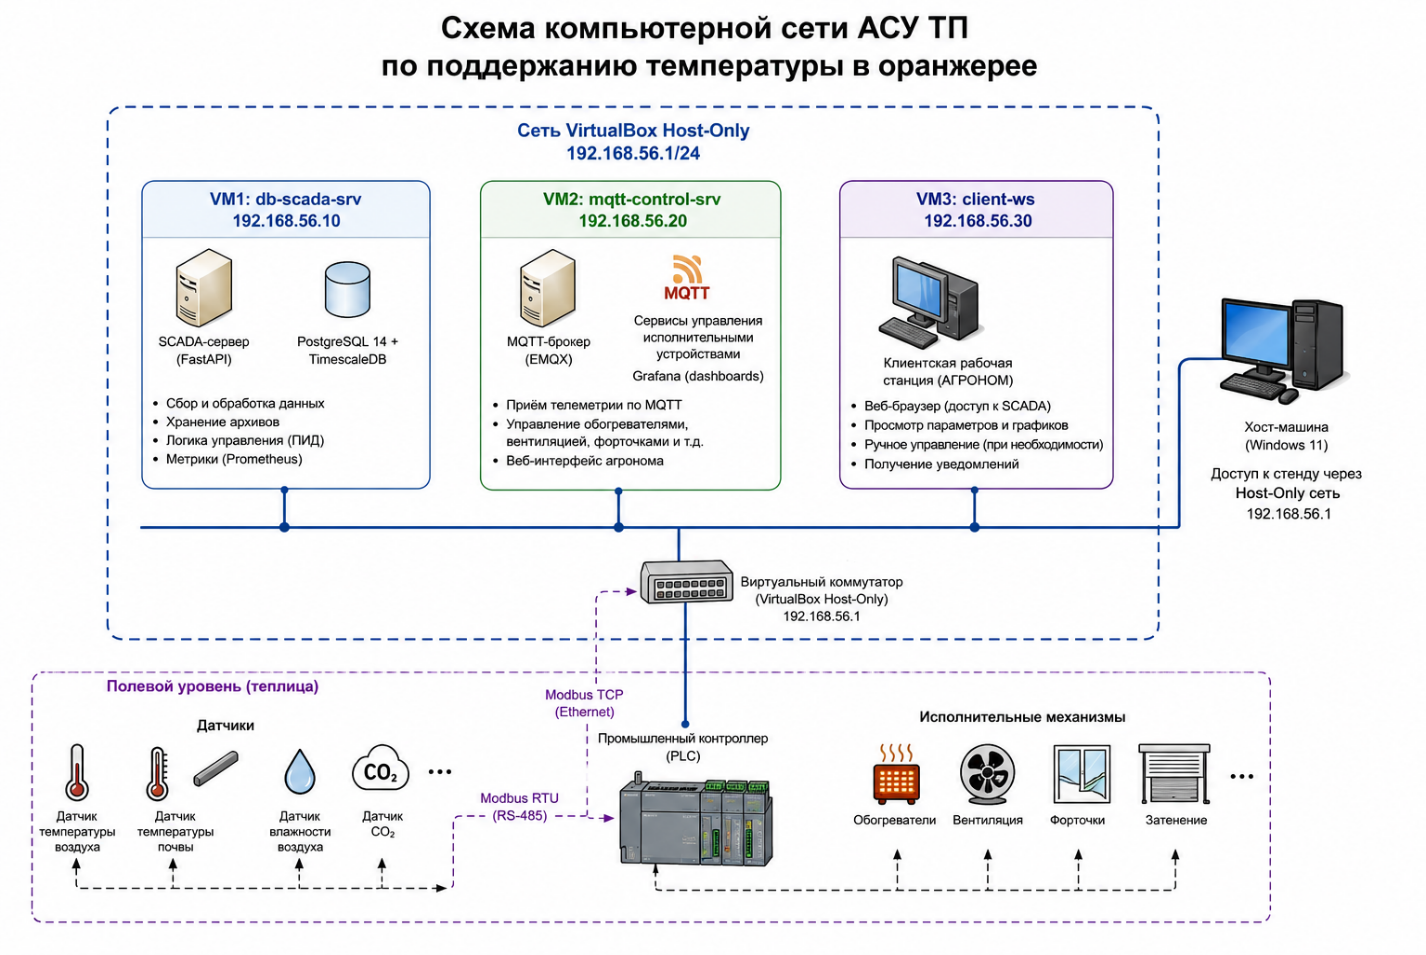 Схема компьютерной сети АСУ ТП
по поддержанию температуры в оранжерее
Сеть VirtualBox Host-Only
192.168.56.1/24
VM1: db-scada-srv
192.168.56.10
SCADA-сервер
(FastAPI)
PostgreSQL 14 +
TimescaleDB
• Сбор и обработка данных
• Хранение архивов
• Логика управления (ПИД)
• Метрики (Prometheus)
VM2: mqtt-control-srv
192.168.56.20
MQTT-брокер
(EMQX)
MQTT
Сервисы управления
исполнительными
устройствами
Grafana (dashboards)
• Приём телеметрии по MQTT
• Управление обогревателями,
вентиляцией, форточками и т.д.
• Веб-интерфейс агронома
VM3: client-ws
192.168.56.30
Клиентская рабочая
станция (АГРОНОМ)
• Веб-браузер (доступ к SCADA)
• Просмотр параметров и графиков
• Ручное управление (при необходимости)
• Получение уведомлений
Хост-машина
(Windows 11)
Доступ к стенду через
Host-Only сеть
192.168.56.1
Виртуальный коммутатор
(VirtualBox Host-Only)
192.168.56.1
Полевой уровень (теплица)
Датчики
CO₂
...
Датчик
температуры
воздуха
Датчик
температуры
почвы
Датчик
влажности
воздуха
Датчик
CO₂
Modbus TCP
(Ethernet)
Modbus RTU
(RS-485)
Промышленный контроллер
(PLC)
Исполнительные механизмы
...
Обогреватели
Вентиляция
Форточки
Затенение